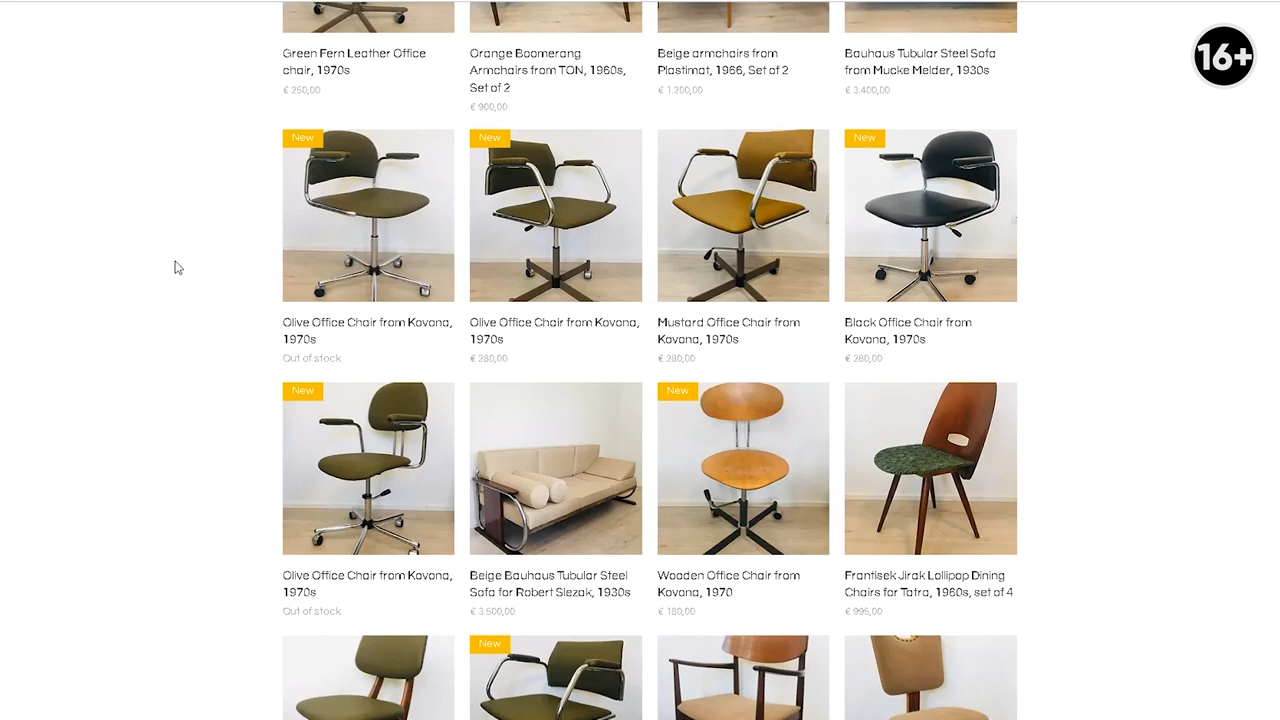 16+
Green Fern Leather Office
chair, 1970s
€ 250,00
Orange Boomerang
Armchairs from TON, 1960s,
Set of 2
€ 900,00
Beige armchairs from
Plastimat, 1966, Set of 2
€ 1.200,00
Bauhaus Tubular Steel Sofa
from Mucke Melder, 1930s
€ 3.400,00
New
Olive Office Chair from Kovona,
1970s
Out of stock
New
Olive Office Chair from Kovona,
1970s
€ 280,00
Mustard Office Chair from
Kovona, 1970s
€ 280,00
New
Black Office Chair from
Kovona, 1970s
€ 280,00
New
Olive Office Chair from Kovona,
1970s
Out of stock
Beige Bauhaus Tubular Steel
Sofa for Robert Slezak, 1930s
€ 3.500,00
New
Wooden Office Chair from
Kovona, 1970
€ 180,00
Frantisek Jirak Lollipop Dining
Chairs for Tatra, 1960s, set of 4
€ 995,00
New